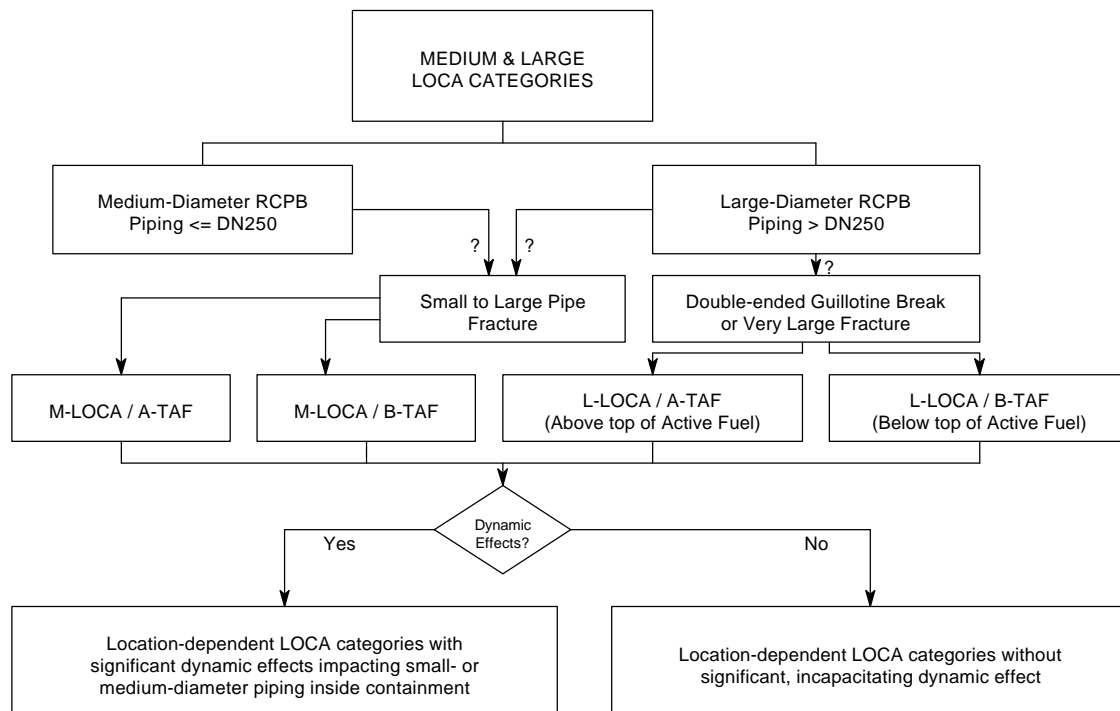 MEDIUM & LARGE
LOCA CATEGORIES
Medium-Diameter RCPB
Piping <= DN250
Large-Diameter RCPB
Piping > DN250
?
?
?
Small to Large Pipe
Fracture
Double-ended Guillotine Break
or Very Large Fracture
M-LOCA / A-TAF
M-LOCA / B-TAF
L-LOCA / A-TAF
(Above top of Active Fuel)
L-LOCA / B-TAF
(Below top of Active Fuel)
Dynamic
Effects?
Yes
No
Location-dependent LOCA categories with
significant dynamic effects impacting small- or
medium-diameter piping inside containment
Location-dependent LOCA categories without
significant, incapacitating dynamic effect